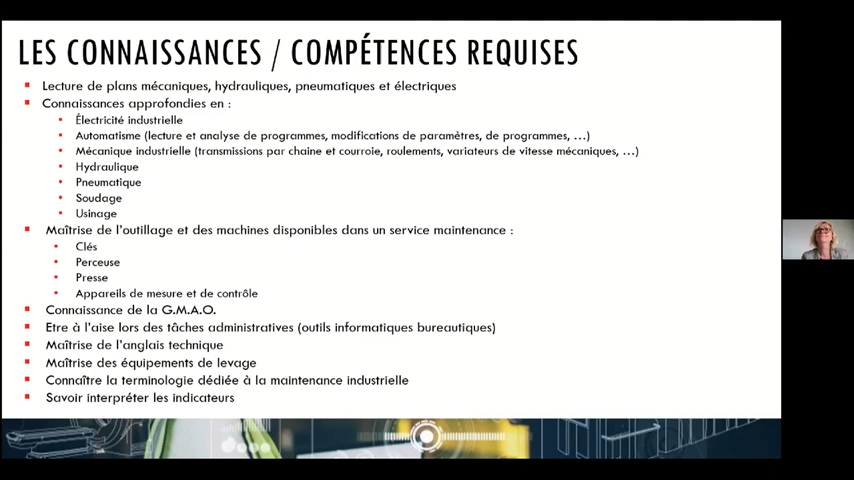 LES CONNAISSANCES / COMPÉTENCES REQUISES
Lecture de plans mécaniques, hydrauliques, pneumatiques et électriques
Connaissances approfondies en :
Électricité industrielle
Automatisme (lecture et analyse de programmes, modifications de paramètres, de programmes, …)
Mécanique industrielle (transmissions par chaine et courroie, roulements, variateurs de vitesse mécaniques, …)
Hydraulique
Pneumatique
Soudage
Usinage
Maîtrise de l'outillage et des machines disponibles dans un service maintenance :
Clés
Perceuse
Presse
Appareils de mesure et de contrôle
Connaissance de la G.M.A.O.
Etre à l'aise lors des tâches administratives (outils informatiques bureautiques)
Maîtrise de l'anglais technique
Maîtrise des équipements de levage
Connaître la terminologie dédiée à la maintenance industrielle
Savoir interpréter les indicateurs